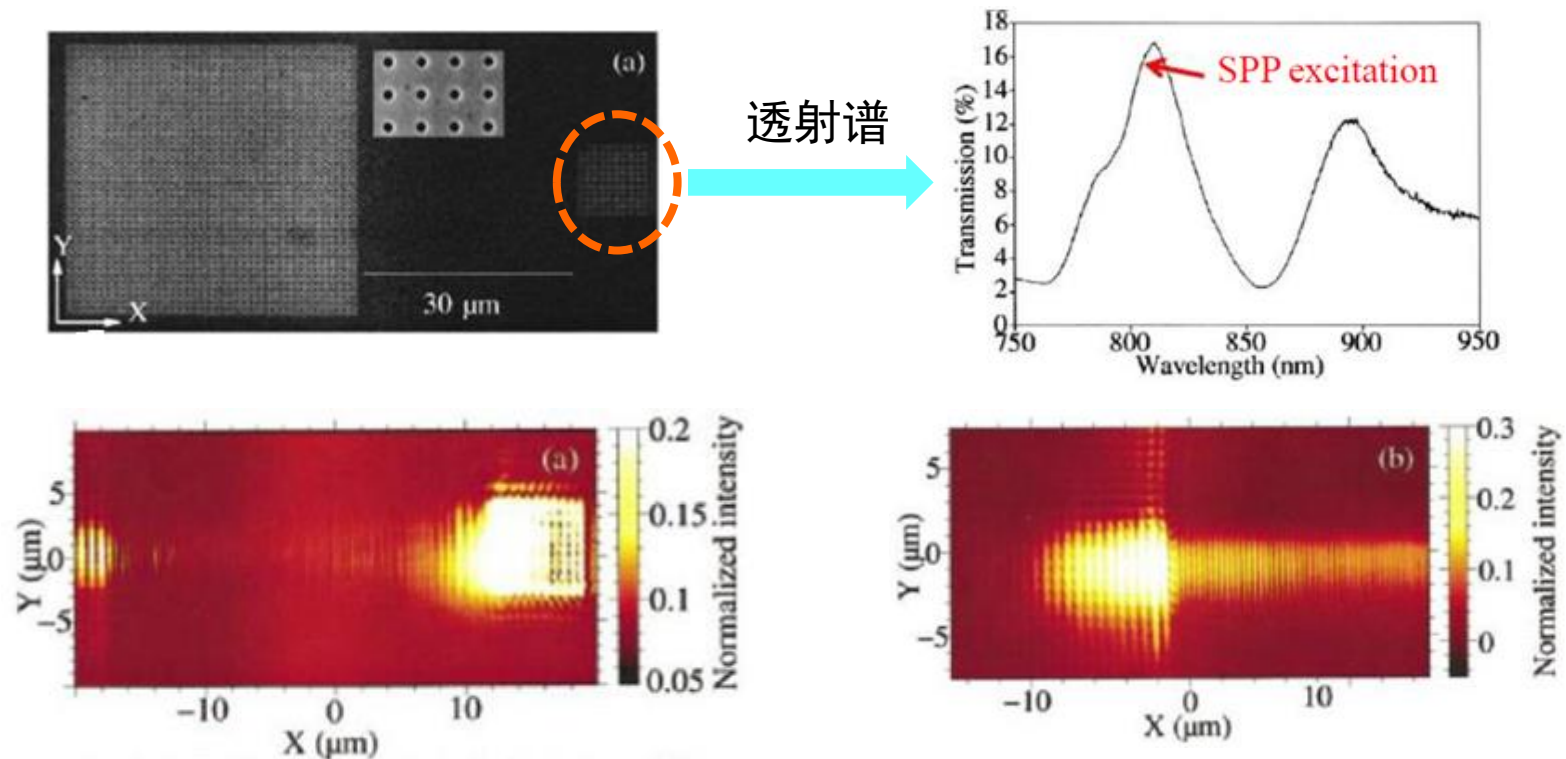 (a)
Y
X
30 μm
透射谱
18
16
14
12
10
8
6
4
2
0
Transmission (%)
SPP excitation
750 800 850 900 950
Wavelength (nm)
(a)
5
0
−5
Y (μm)
−10 0 10
X (μm)
0.2
0.15
0.1
0.05
Normalized intensity
(b)
5
0
−5
Y (μm)
−10 0 10
X (μm)
0.3
0.2
0.1
0
Normalized intensity